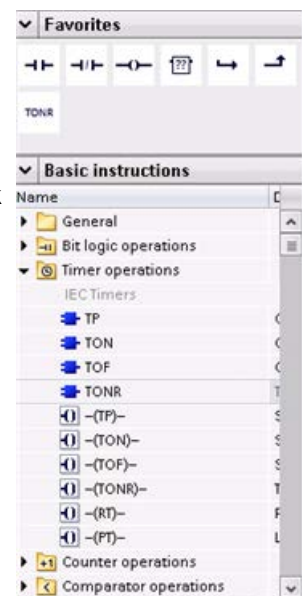 Favorites
??
TONR
Basic instructions
Name
General
Bit logic operations
Timer operations
IEC Timers
TP
TON
TOF
TONR
–(TP)–
–(TON)–
–(TOF)–
–(TONR)–
–(RT)–
–(PT)–
+1 Counter operations
Comparator operations